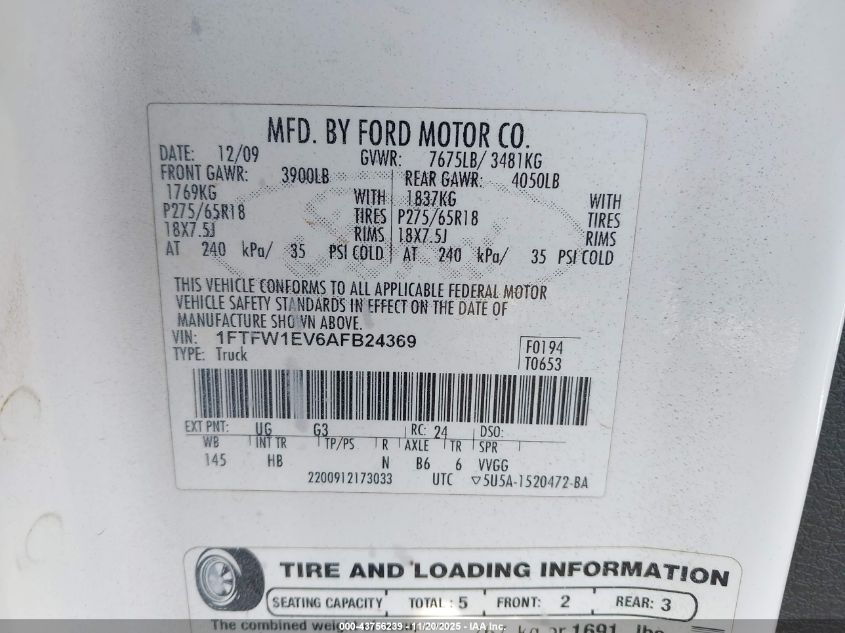 MFD. BY FORD MOTOR CO.
DATE: 12/09 GVWR: 7675LB/ 3481KG
FRONT GAWR: 3900LB REAR GAWR: 4050LB
1769KG WITH 1837KG WITH
P275/65R18 TIRES P275/65R18 TIRES
18X7.5J RIMS 18X7.5J RIMS
AT 240 kPa/ 35 PSI COLD AT 240 kPa/ 35 PSI COLD
THIS VEHICLE CONFORMS TO ALL APPLICABLE FEDERAL MOTOR
VEHICLE SAFETY STANDARDS IN EFFECT ON THE DATE OF
MANUFACTURE SHOWN ABOVE.
VIN: 1FTFW1EV6AFB24369
TYPE: Truck
F0194
T0653
EXT PNT: UG G3 RC: 24 DSO:
WB INT TR TP/PS R AXLE TR SPR
145 HB N B6 6 VVGG
2200912173033 UTC ▽5U5A-1520472-BA
TIRE AND LOADING INFORMATION
SEATING CAPACITY TOTAL: 5 FRONT: 2 REAR: 3
The combined kg or 1691 lbs
000-43756239 - 11/20/2025 - IAA Inc.